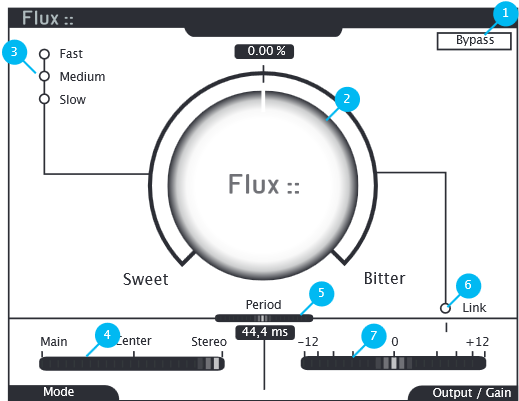 Flux ::
1
Bypass
0.00 %
3
Fast
Medium
Slow
2
Flux ::
Sweet
Bitter
Period
5
6
Link
44,4 ms
4
Main
Center
Stereo
7
-12
0
+12
Mode
Output / Gain